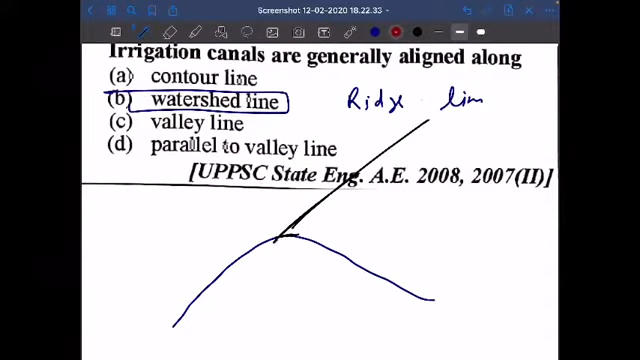 Screenshot 12-02-2020 18.22.33
Irrigation canals are generally aligned along
(a) contour line
(b) watershed line
Ridge line
(c) valley line
(d) parallel to valley line
[UPPSC State Eng. A.E. 2008, 2007(II)]